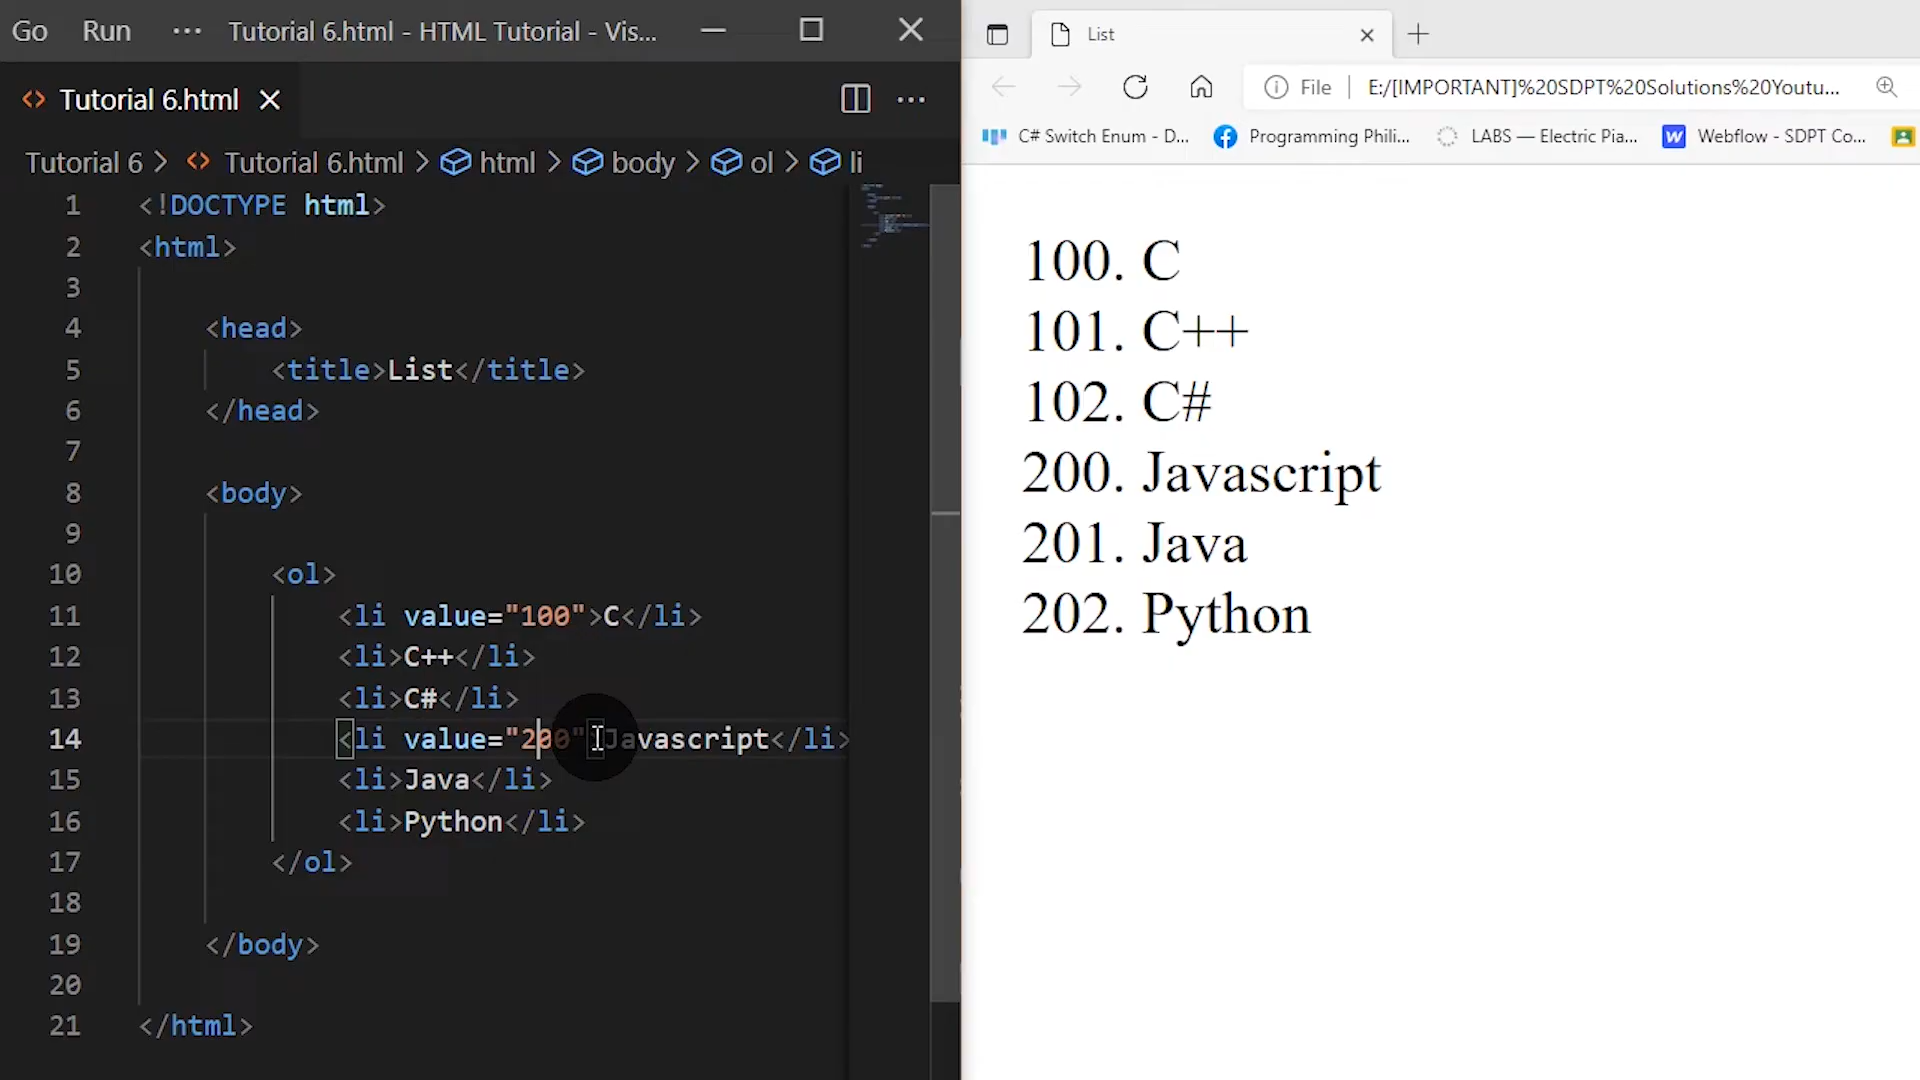 Go Run ... Tutorial 6.html - HTML Tutorial - Vis...
Tutorial 6.html
Tutorial 6 > Tutorial 6.html > html > body > ol > li
1 <!DOCTYPE html>
2 <html>
3
4 <head>
5 <title>List</title>
6 </head>
7
8 <body>
9
10 <ol>
11 <li value="100">C</li>
12 <li>C++</li>
13 <li>C#</li>
14 <li value="200">Javascript</li>
15 <li>Java</li>
16 <li>Python</li>
17 </ol>
18
19 </body>
20
21 </html>
List
File | E:/[IMPORTANT]%20SDPT%20Solutions%20Youtu...
C# Switch Enum - D... Programming Phili... LABS — Electric Pia... W Webflow - SDPT Co...
100. C
101. C++
102. C#
200. Javascript
201. Java
202. Python